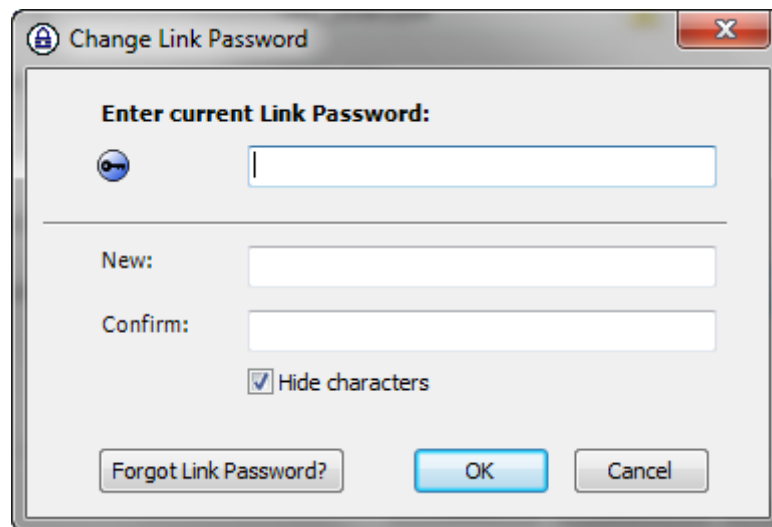 Change Link Password
Enter current Link Password:
New:
Confirm:
Hide characters
Forgot Link Password? OK Cancel